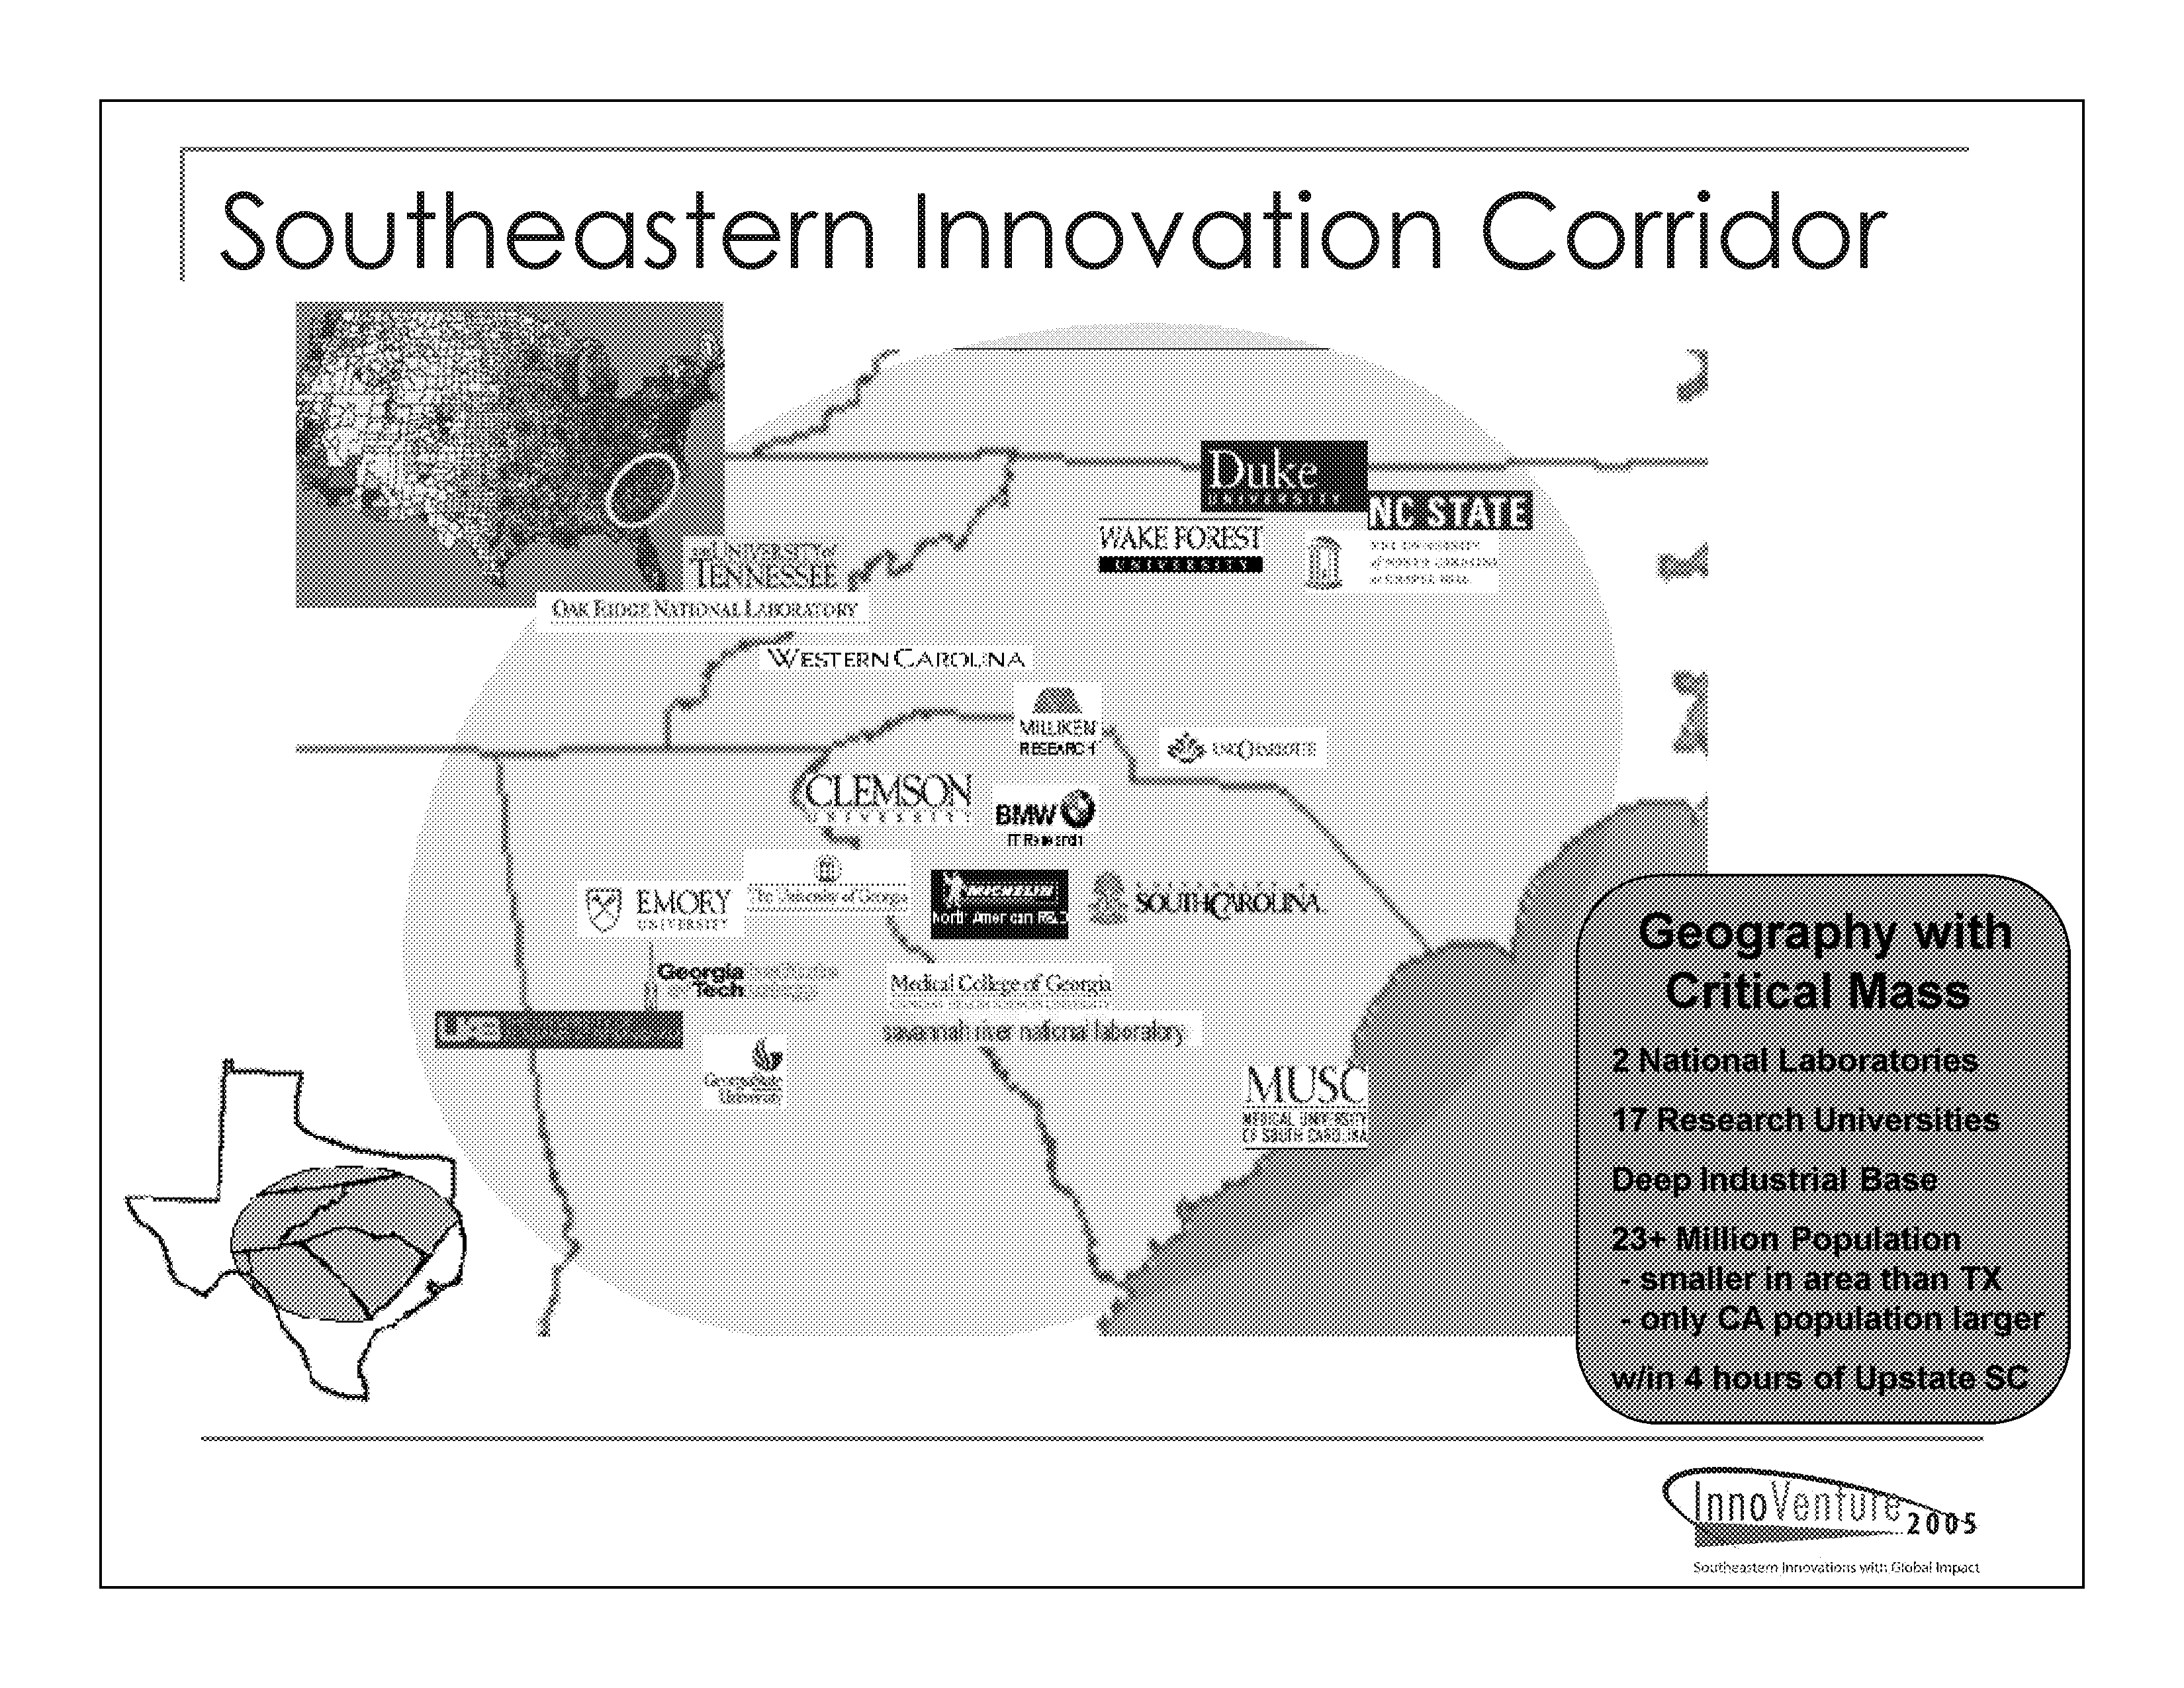 Southeastern Innovation Corridor
Duke
UNIVERSITY
NC STATE
WAKE FOREST
UNIVERSITY
THE UNIVERSITY
of NORTH CAROLINA
at CHAPEL HILL
THE UNIVERSITY of
TENNESSEE
OAK RIDGE NATIONAL LABORATORY
WESTERN CAROLINA
MILLIKEN
RESEARCH
UNC CHARLOTTE
CLEMSON
UNIVERSITY
BMW
IT Research
The University of Georgia
MICHELIN
North American R&D
SOUTH CAROLINA
EMORY
UNIVERSITY
Georgia Institute
of Technology
Medical College of Georgia
savannah river national laboratory
Georgia State
University
MUSC
MEDICAL UNIVERSITY
OF SOUTH CAROLINA
Geography with
Critical Mass
2 National Laboratories
17 Research Universities
Deep Industrial Base
23+ Million Population
- smaller in area than TX
- only CA population larger
w/in 4 hours of Upstate SC
InnoVenture 2005
Southeastern Innovations with Global Impact